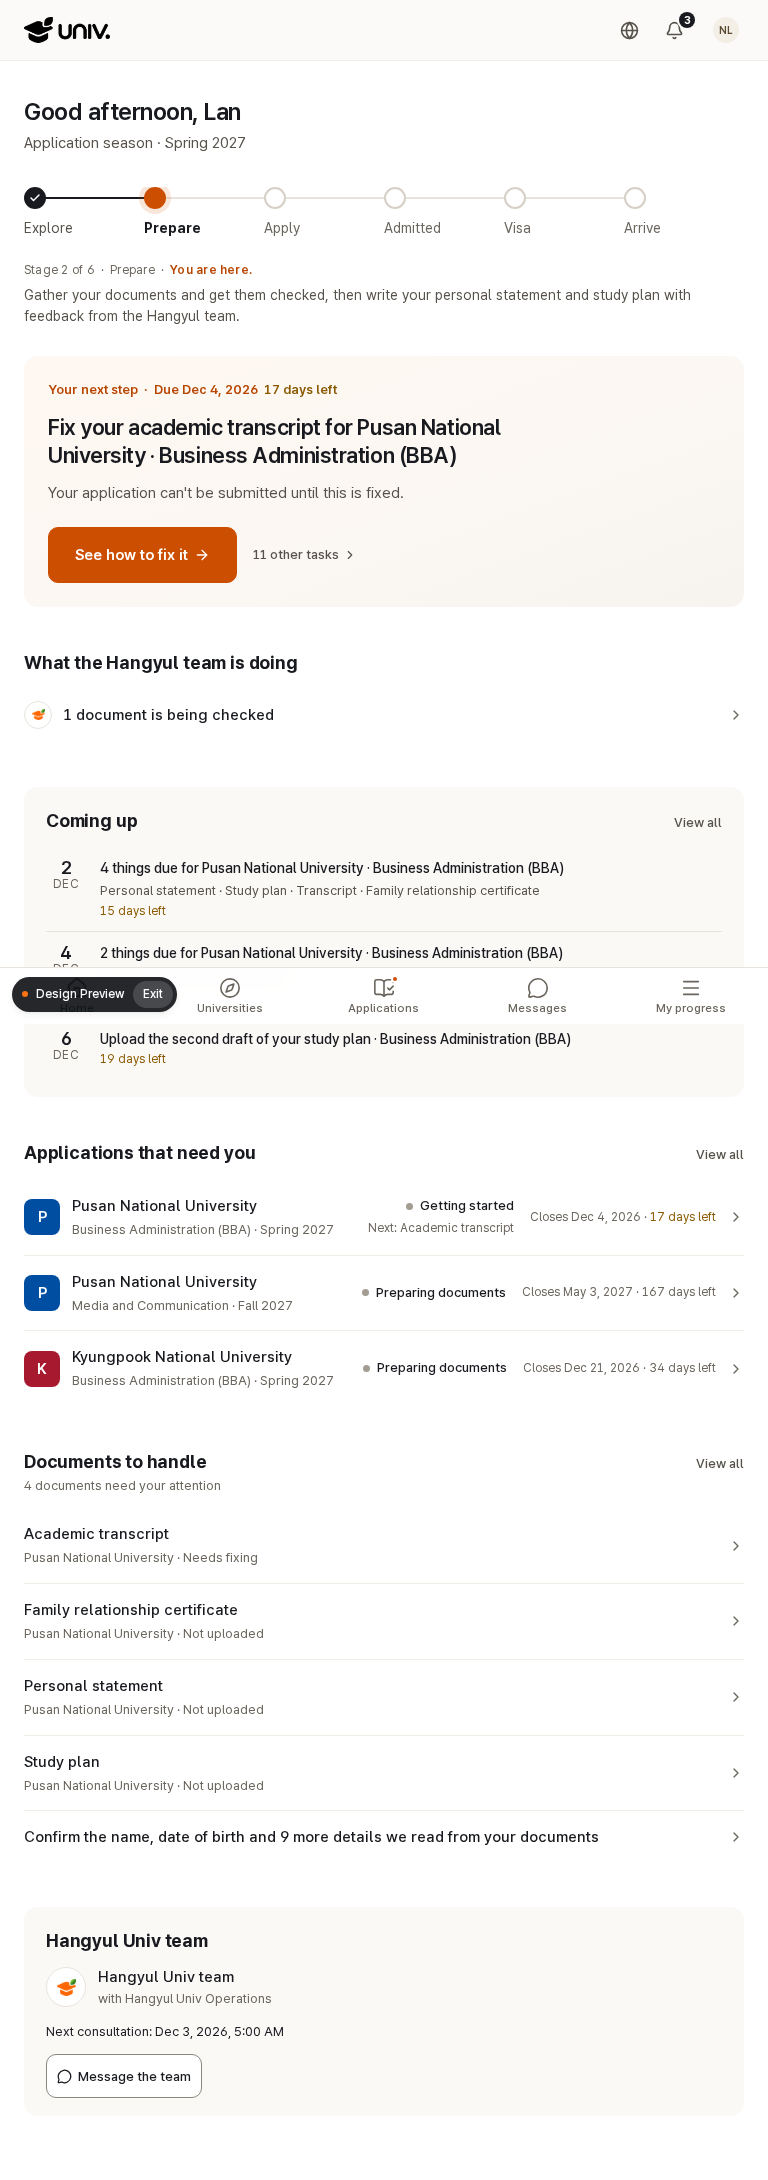 UNIV.
3
NL
Good afternoon, Lan
Application season · Spring 2027
Explore
Prepare
Apply
Admitted
Visa
Arrive
Stage 2 of 6 · Prepare · You are here.
Gather your documents and get them checked, then write your personal statement and study plan with
feedback from the Hangyul team.
Your next step · Due Dec 4, 2026 17 days left
Fix your academic transcript for Pusan National
University · Business Administration (BBA)
Your application can't be submitted until this is fixed.
See how to fix it
11 other tasks
What the Hangyul team is doing
1 document is being checked
Coming up
View all
2
DEC
4 things due for Pusan National University · Business Administration (BBA)
Personal statement · Study plan · Transcript · Family relationship certificate
15 days left
4
DEC
2 things due for Pusan National University · Business Administration (BBA)
Design Preview
Exit
Home
Universities
Applications
Messages
My progress
6
DEC
Upload the second draft of your study plan · Business Administration (BBA)
19 days left
Applications that need you
View all
P
Pusan National University
Business Administration (BBA) · Spring 2027
Getting started
Next: Academic transcript
Closes Dec 4, 2026 · 17 days left
P
Pusan National University
Media and Communication · Fall 2027
Preparing documents
Closes May 3, 2027 · 167 days left
K
Kyungpook National University
Business Administration (BBA) · Spring 2027
Preparing documents
Closes Dec 21, 2026 · 34 days left
Documents to handle
View all
4 documents need your attention
Academic transcript
Pusan National University · Needs fixing
Family relationship certificate
Pusan National University · Not uploaded
Personal statement
Pusan National University · Not uploaded
Study plan
Pusan National University · Not uploaded
Confirm the name, date of birth and 9 more details we read from your documents
Hangyul Univ team
Hangyul Univ team
with Hangyul Univ Operations
Next consultation: Dec 3, 2026, 5:00 AM
Message the team